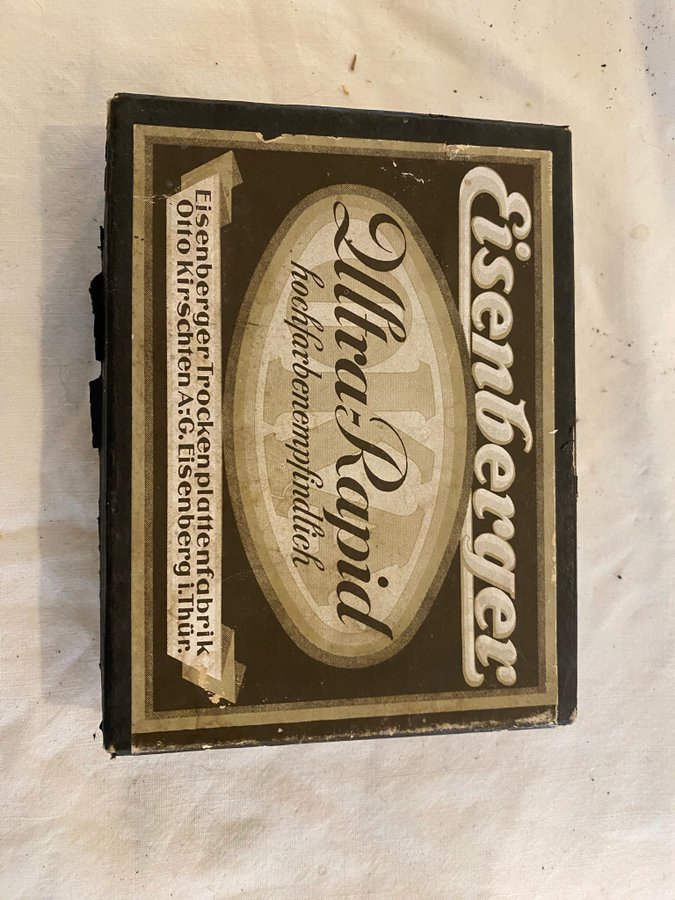 Eisenberger
Ultra-Rapid
hochfarbenempfindlich
Eisenberger Trockenplattenfabrik
Otto Kirschten A.-G. Eisenberg i. Thür.